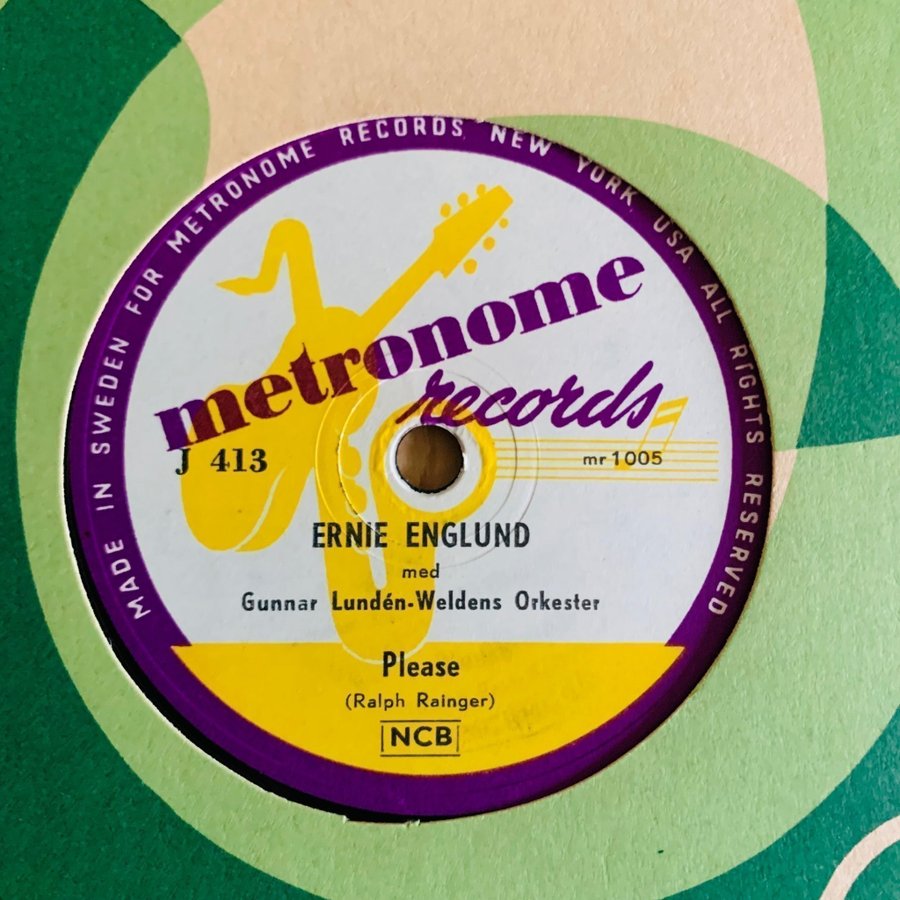 MADE IN SWEDEN FOR METRONOME RECORDS NEW YORK USA ALL RIGHTS RESERVED
metronome
records
J 413
mr 1005
ERNIE ENGLUND
med
Gunnar Lundén-Weldens Orkester
Please
(Ralph Rainger)
NCB